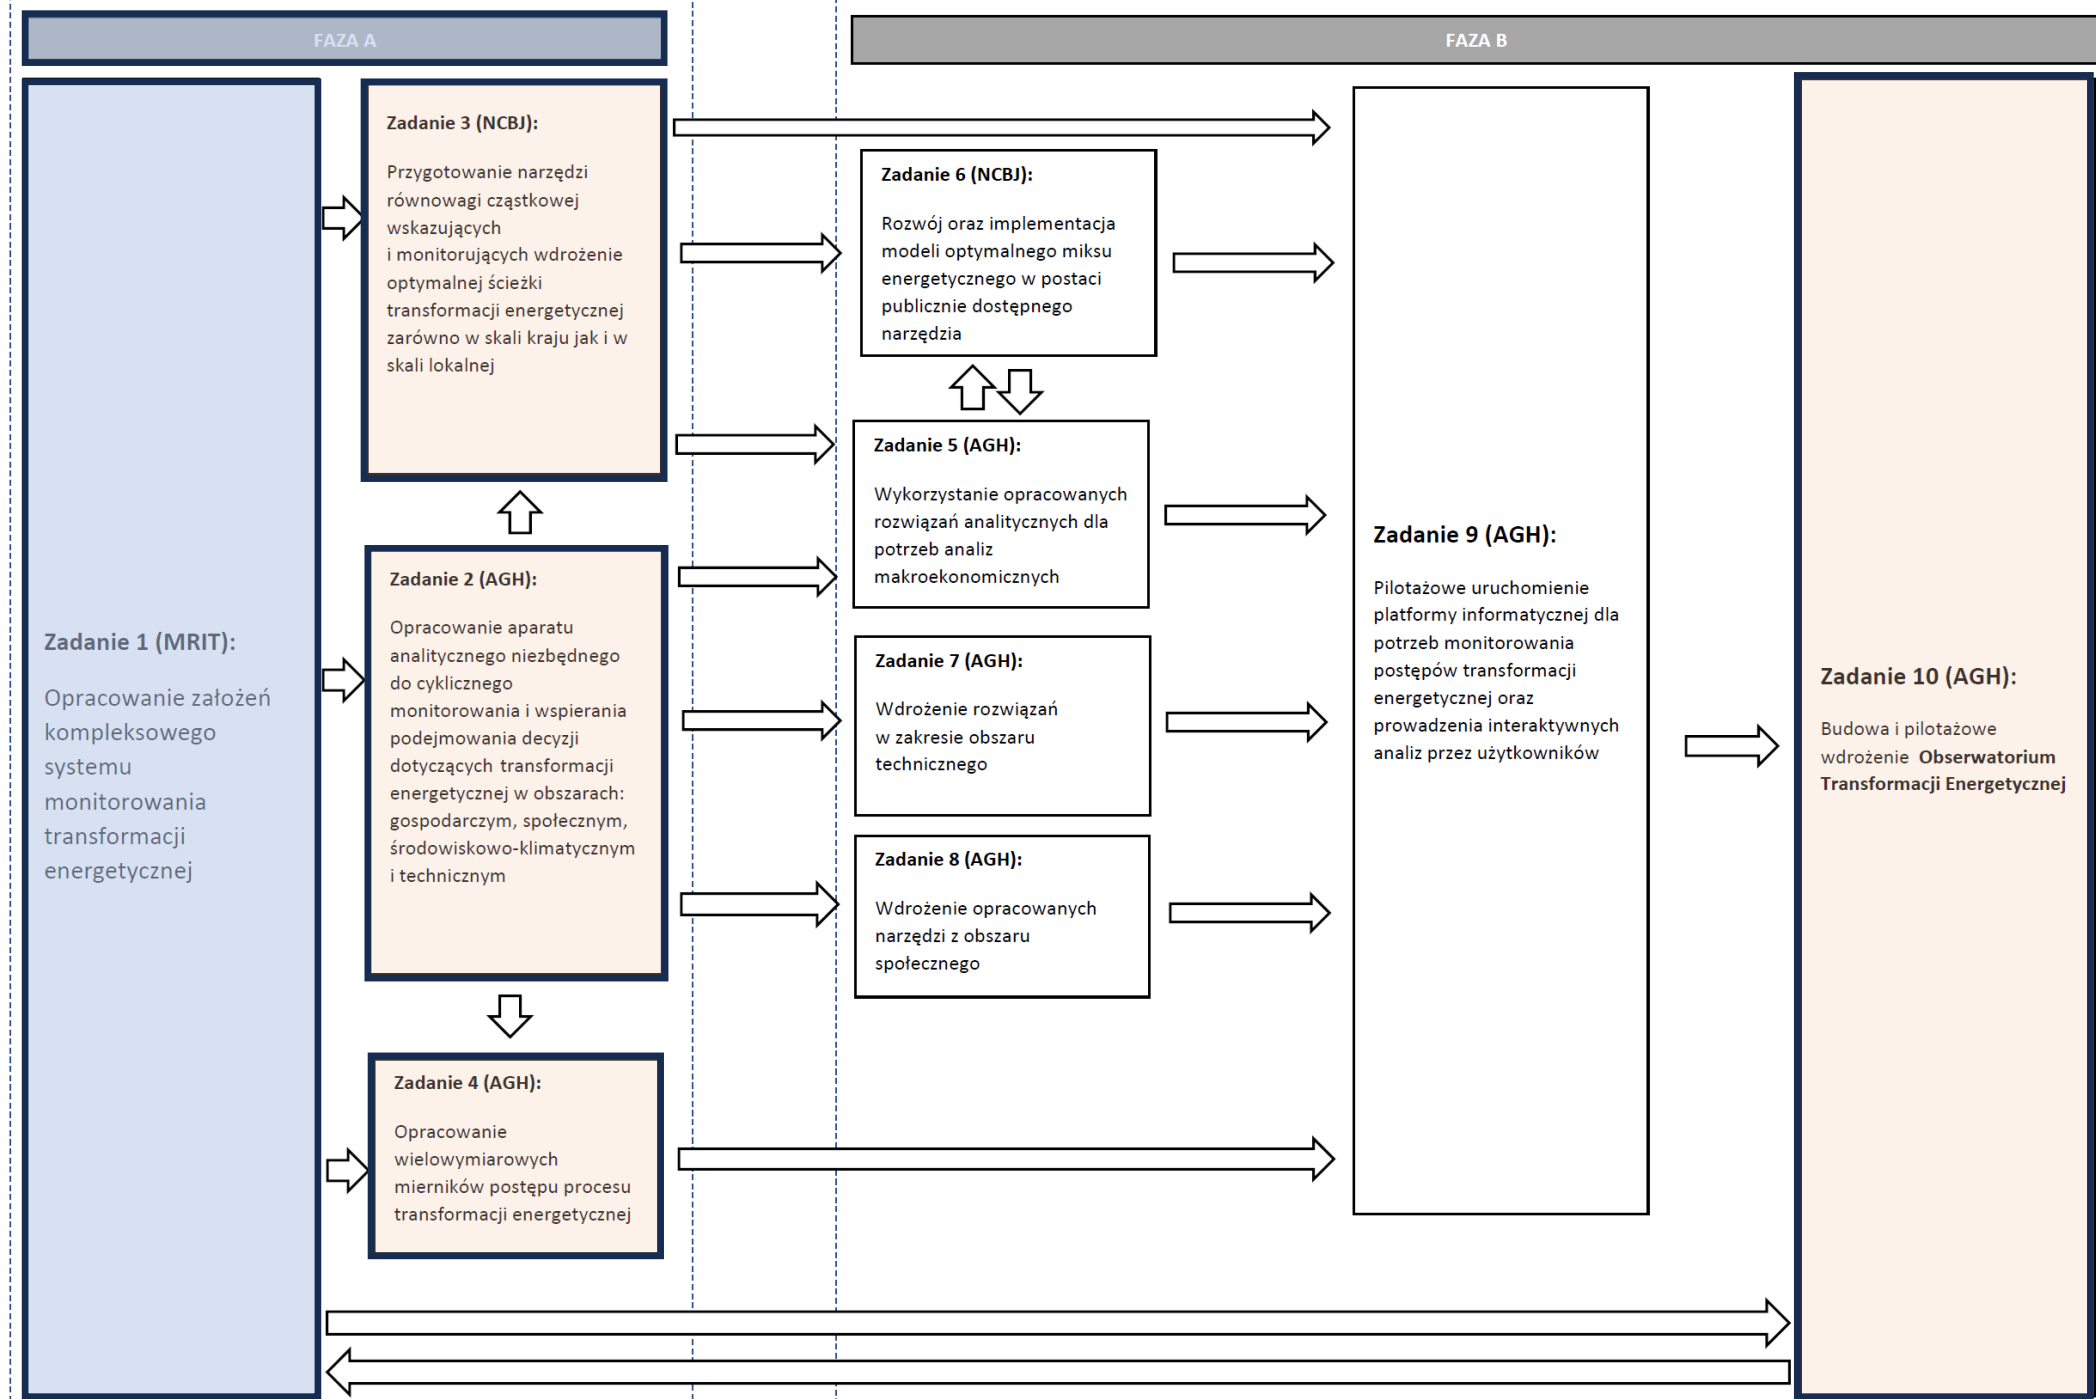 FAZA A
FAZA B
Zadanie 1 (MRIT):
Opracowanie założeń
kompleksowego
systemu
monitorowania
transformacji
energetycznej
Zadanie 3 (NCBJ):
Przygotowanie narzędzi
równowagi cząstkowej
wskazujących
i monitorujących wdrożenie
optymalnej ścieżki
transformacji energetycznej
zarówno w skali kraju jak i w
skali lokalnej
Zadanie 2 (AGH):
Opracowanie aparatu
analitycznego niezbędnego
do cyklicznego
monitorowania i wspierania
podejmowania decyzji
dotyczących transformacji
energetycznej w obszarach:
gospodarczym, społecznym,
środowiskowo-klimatycznym
i technicznym
Zadanie 4 (AGH):
Opracowanie
wielowymiarowych
mierników postępu procesu
transformacji energetycznej
Zadanie 6 (NCBJ):
Rozwój oraz implementacja
modeli optymalnego miksu
energetycznego w postaci
publicznie dostępnego
narzędzia
Zadanie 5 (AGH):
Wykorzystanie opracowanych
rozwiązań analitycznych dla
potrzeb analiz
makroekonomicznych
Zadanie 7 (AGH):
Wdrożenie rozwiązań
w zakresie obszaru
technicznego
Zadanie 8 (AGH):
Wdrożenie opracowanych
narzędzi z obszaru
społecznego
Zadanie 9 (AGH):
Pilotażowe uruchomienie
platformy informatycznej dla
potrzeb monitorowania
postępów transformacji
energetycznej oraz
prowadzenia interaktywnych
analiz przez użytkowników
Zadanie 10 (AGH):
Budowa i pilotażowe
wdrożenie Obserwatorium
Transformacji Energetycznej